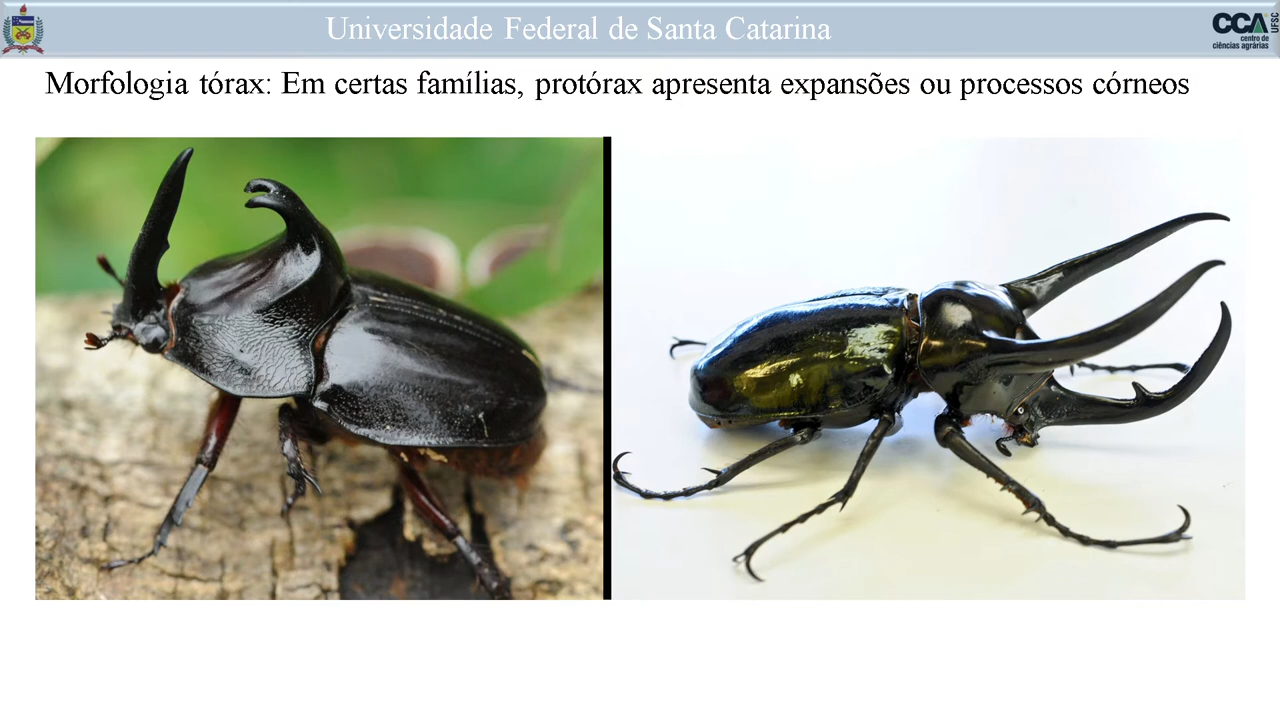 Universidade Federal de Santa Catarina
CCA
UFSC
centro de
ciências agrárias
Morfologia tórax: Em certas famílias, protórax apresenta expansões ou processos córneos